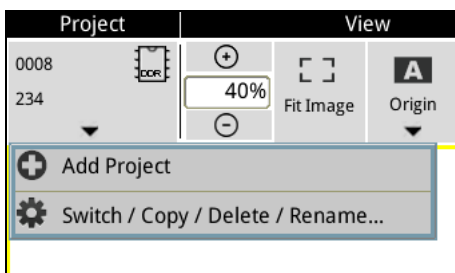 Project View
0008 DDR
234
40%
Fit Image
A
Origin
Add Project
Switch / Copy / Delete / Rename...